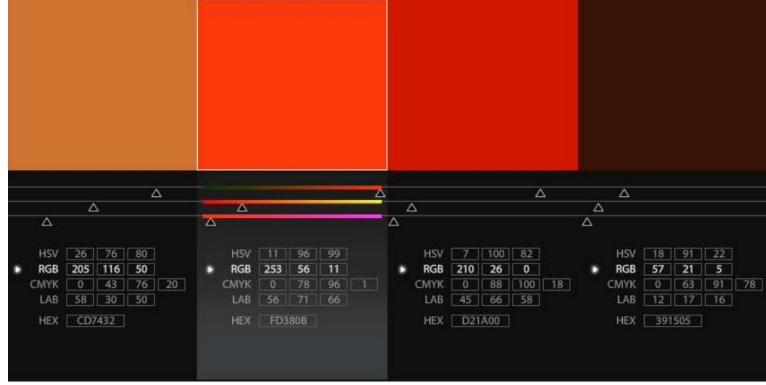 HSV 26 76 80
RGB 205 116 50
CMYK 0 43 76 20
LAB 58 30 50
HEX CD7432
HSV 11 96 99
RGB 253 56 11
CMYK 0 78 96 1
LAB 56 71 66
HEX FD380B
HSV 7 100 82
RGB 210 26 0
CMYK 0 88 100 18
LAB 45 66 58
HEX D21A00
HSV 18 91 22
RGB 57 21 5
CMYK 0 63 91 78
LAB 12 17 16
HEX 391505